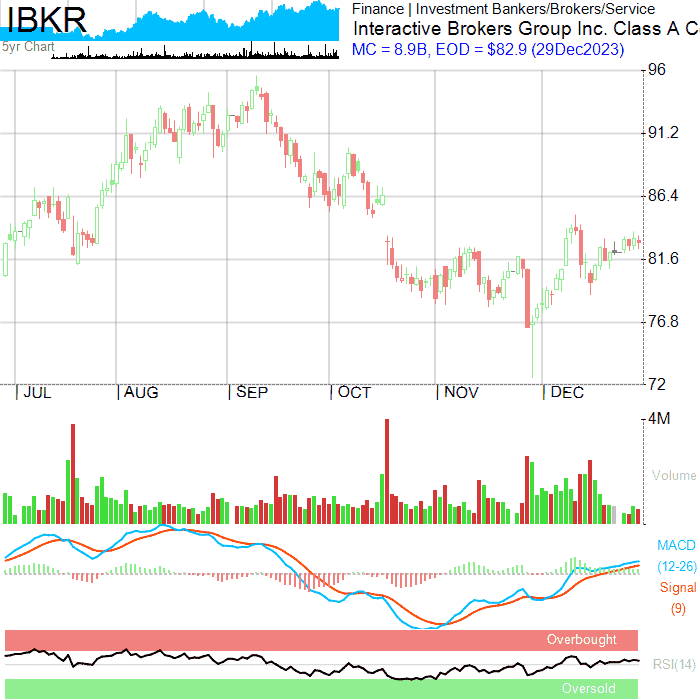 IBKR
5yr Chart
Finance | Investment Bankers/Brokers/Service
Interactive Brokers Group Inc. Class A C
MC = 8.9B, EOD = $82.9 (29Dec2023)
96
91.2
86.4
81.6
76.8
72
|JUL |AUG |SEP |OCT |NOV |DEC
4M
Volume
MACD
(12-26)
Signal
(9)
Overbought
RSI(14)
Oversold